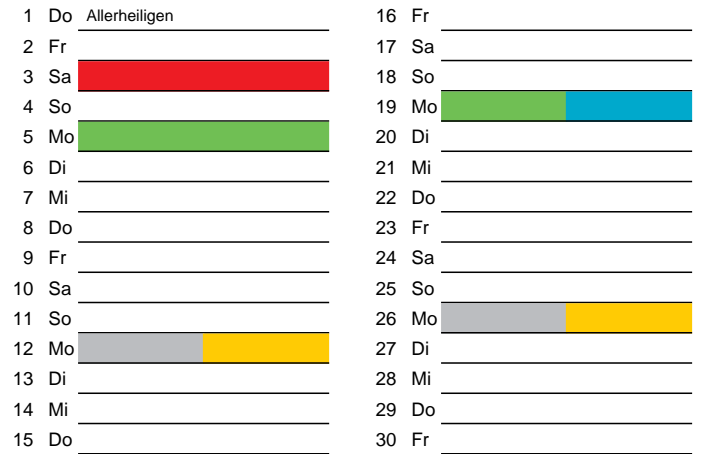 1 Do Allerheiligen
2 Fr
3 Sa
4 So
5 Mo
6 Di
7 Mi
8 Do
9 Fr
10 Sa
11 So
12 Mo
13 Di
14 Mi
15 Do
16 Fr
17 Sa
18 So
19 Mo
20 Di
21 Mi
22 Do
23 Fr
24 Sa
25 So
26 Mo
27 Di
28 Mi
29 Do
30 Fr